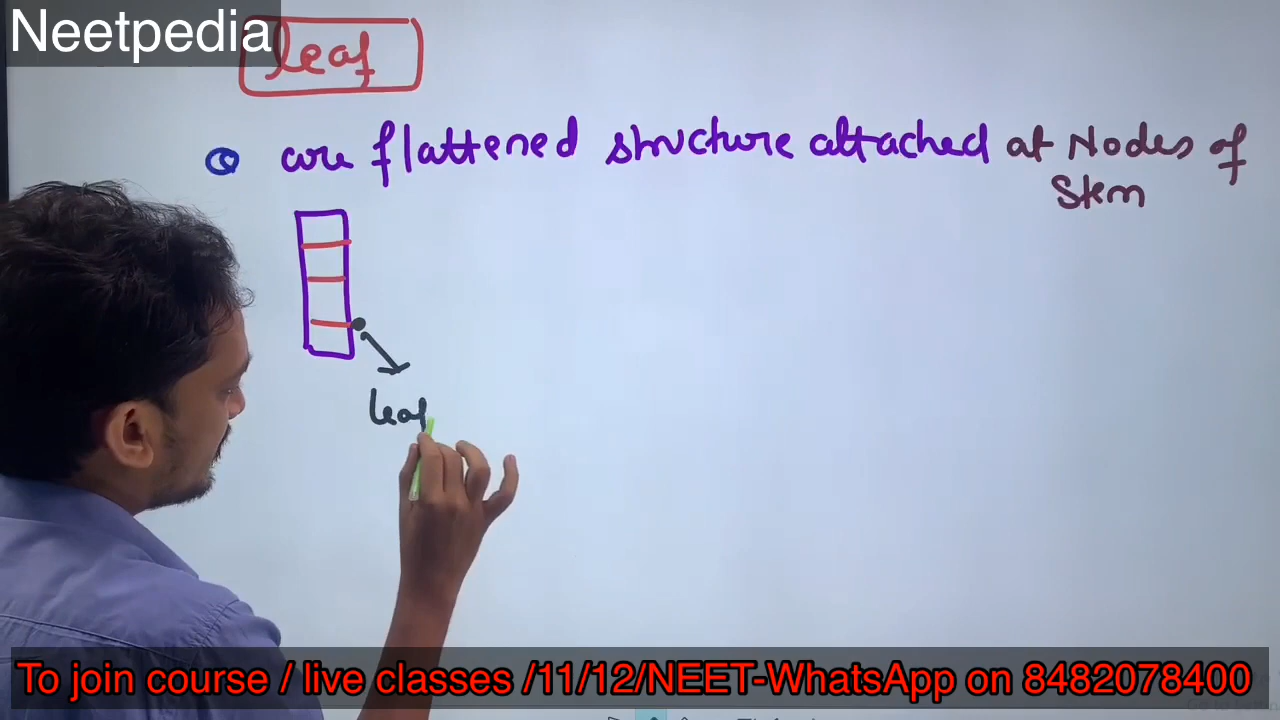 Neetpedia
leaf
are flattened structure attached at Nodes of
Stem
leaf
To join course / live classes /11/12/NEET-WhatsApp on 8482078400